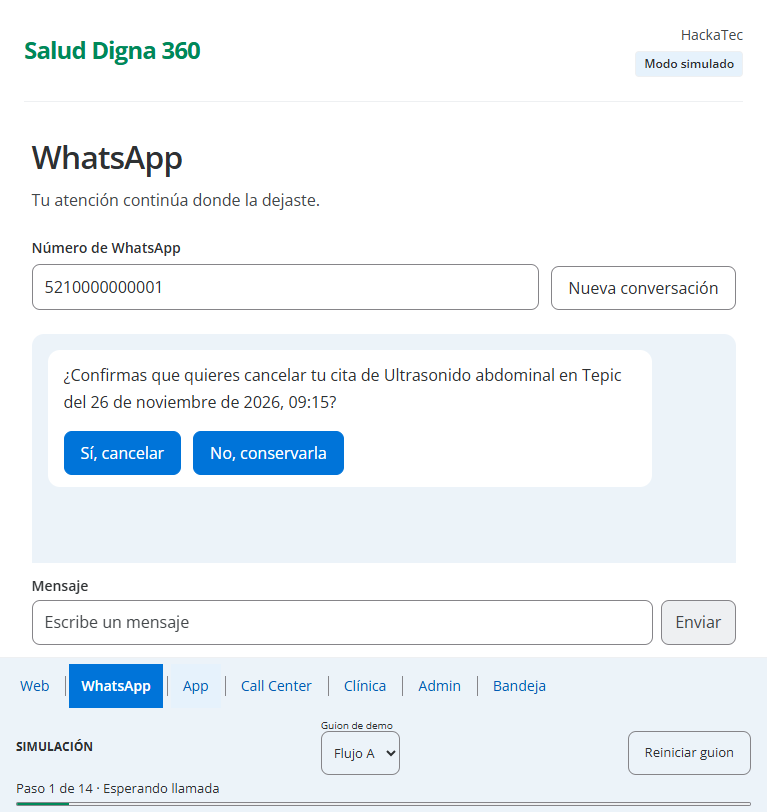 Salud Digna 360
HackaTec
Modo simulado
WhatsApp
Tu atención continúa donde la dejaste.
Número de WhatsApp
5210000000001
Nueva conversación
¿Confirmas que quieres cancelar tu cita de Ultrasonido abdominal en Tepic
del 26 de noviembre de 2026, 09:15?
Sí, cancelar
No, conservarla
Mensaje
Escribe un mensaje
Enviar
Web
WhatsApp
App
Call Center
Clínica
Admin
Bandeja
SIMULACIÓN
Guion de demo
Flujo A
Reiniciar guion
Paso 1 de 14 · Esperando llamada